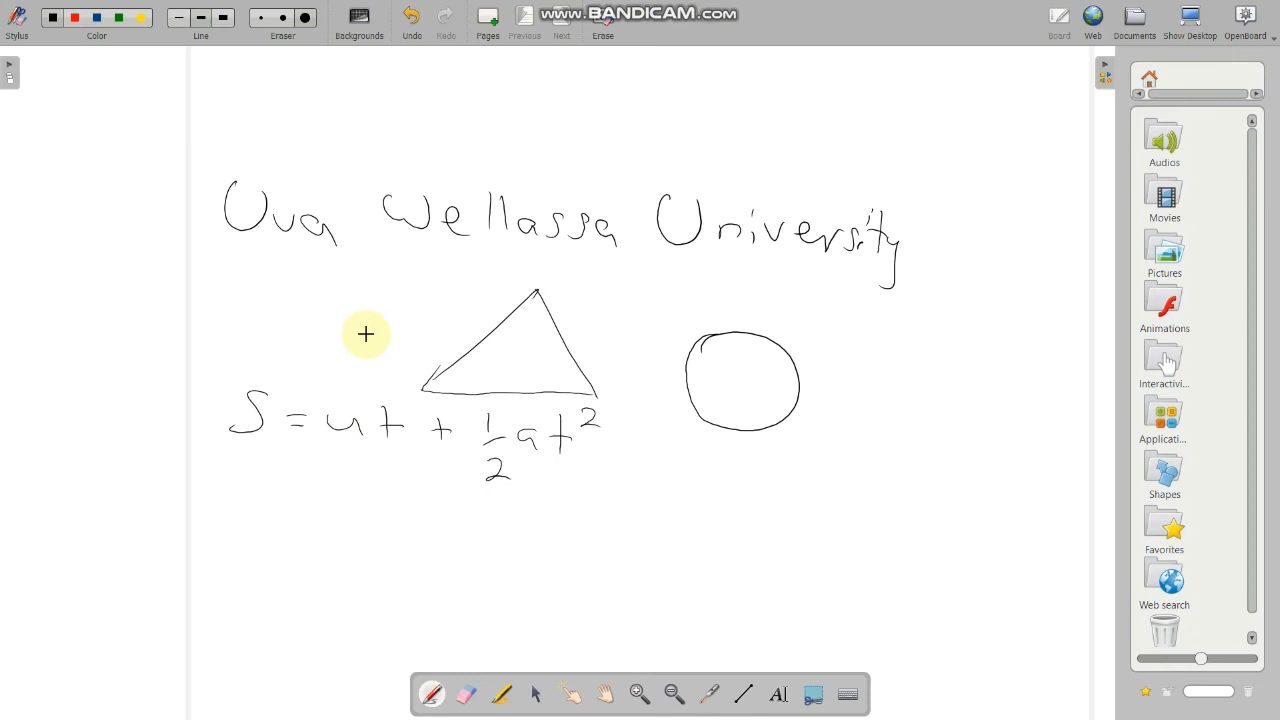 www.BANDICAM.com
Stylus Color Line Eraser Backgrounds Undo Redo Pages Previous Next Erase Board Web Documents Show Desktop OpenBoard
Uva Wellassa University
S = ut + 1/2 at²
Audios
Movies
Pictures
Animations
Interactivi...
Applicati...
Shapes
Favorites
Web search
AI